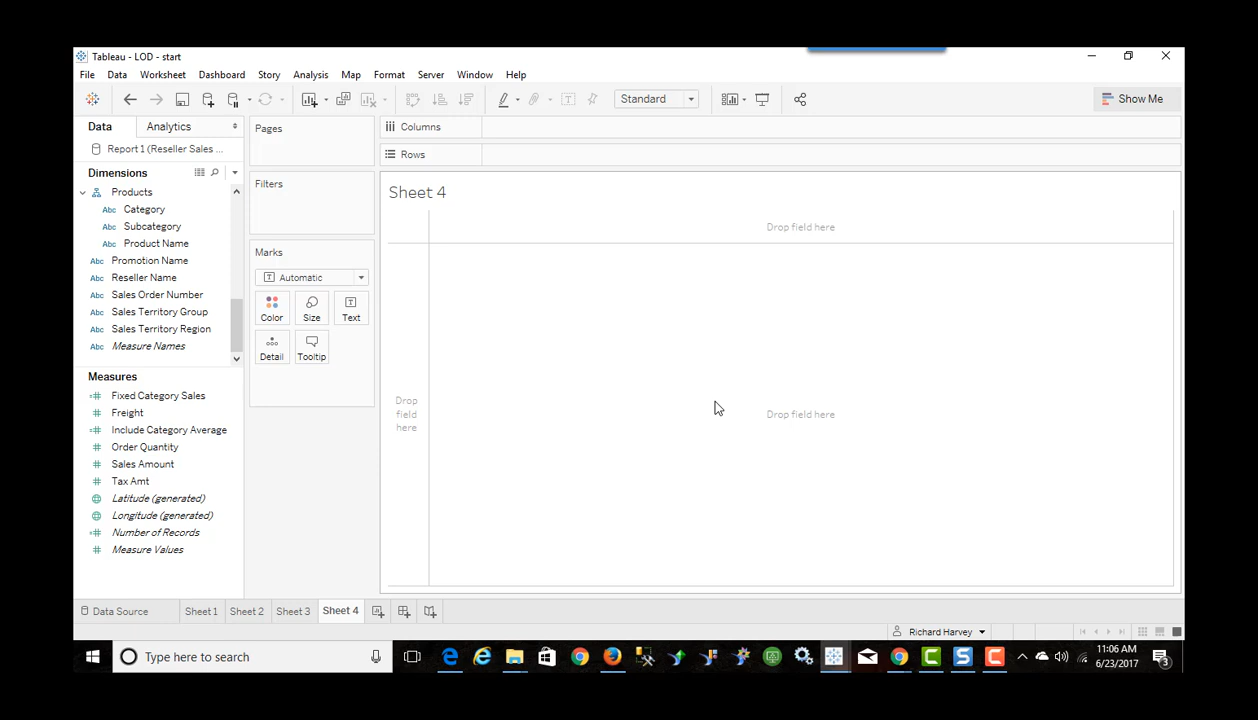 Tableau - LOD - start
File Data Worksheet Dashboard Story Analysis Map Format Server Window Help
Standard
Show Me
Data Analytics
Pages
Columns
Report 1 (Reseller Sales ...
Rows
Dimensions
Filters
Sheet 4
Products
Category
Subcategory
Product Name
Promotion Name
Reseller Name
Sales Order Number
Sales Territory Group
Sales Territory Region
Measure Names
Measures
Fixed Category Sales
Freight
Include Category Average
Order Quantity
Sales Amount
Tax Amt
Latitude (generated)
Longitude (generated)
Number of Records
Measure Values
Marks
Automatic
Color Size Text
Detail Tooltip
Drop field here
Drop
field
here
Drop field here
Data Source Sheet 1 Sheet 2 Sheet 3 Sheet 4
Richard Harvey
Type here to search
11:06 AM
6/23/2017
3